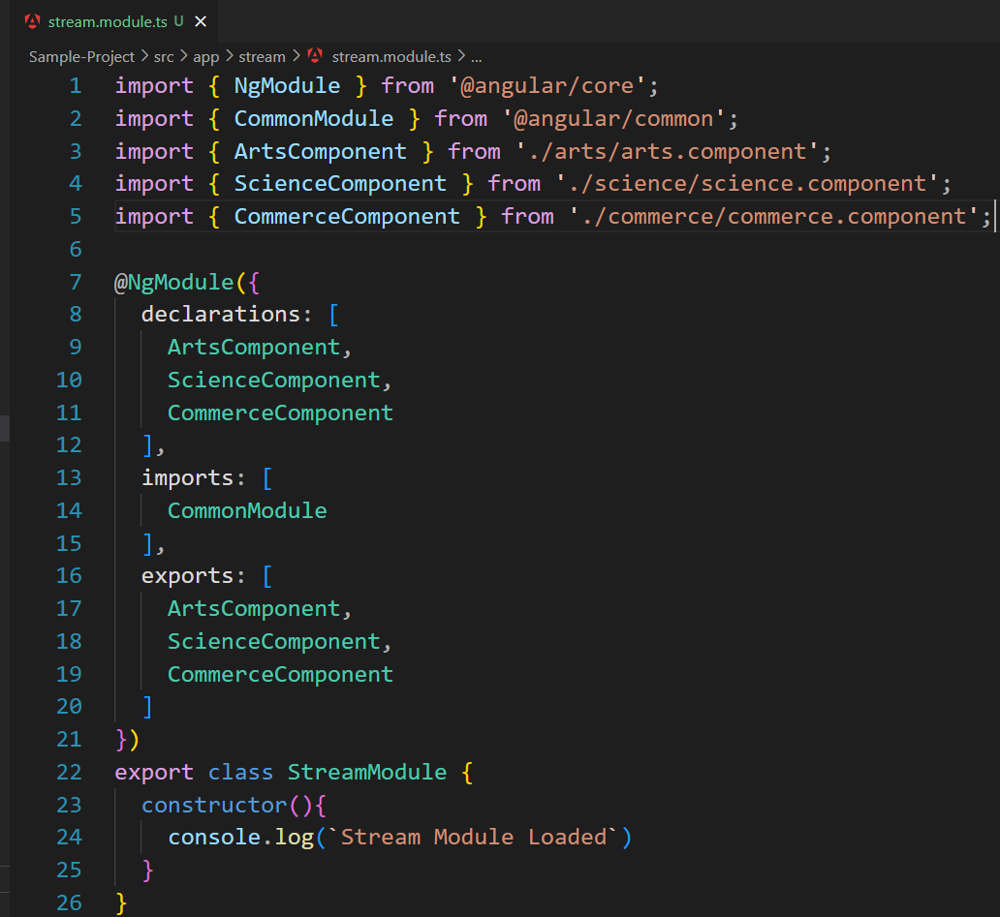 stream.module.ts U ×
Sample-Project > src > app > stream > stream.module.ts > ...
1 import { NgModule } from '@angular/core';
2 import { CommonModule } from '@angular/common';
3 import { ArtsComponent } from './arts/arts.component';
4 import { ScienceComponent } from './science/science.component';
5 import { CommerceComponent } from './commerce/commerce.component';
6
7 @NgModule({
8   declarations: [
9     ArtsComponent,
10     ScienceComponent,
11     CommerceComponent
12   ],
13   imports: [
14     CommonModule
15   ],
16   exports: [
17     ArtsComponent,
18     ScienceComponent,
19     CommerceComponent
20   ]
21 })
22 export class StreamModule {
23   constructor(){
24     console.log(`Stream Module Loaded`)
25   }
26 }